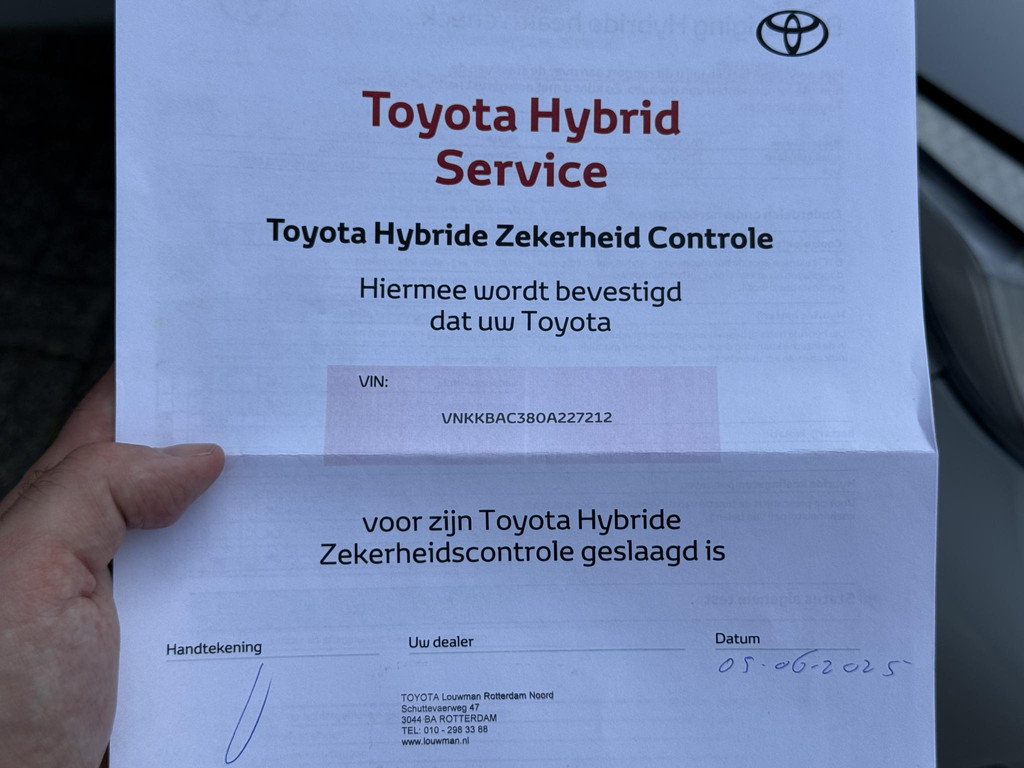 Toyota Hybrid
Service
Toyota Hybride Zekerheid Controle
Hiermee wordt bevestigd
dat uw Toyota
VIN:
VNKKBAC380A227212
voor zijn Toyota Hybride
Zekerheidscontrole geslaagd is
Handtekening
Uw dealer
Datum
05-06-2025
TOYOTA Louwman Rotterdam Noord
Schuttevaerweg 47
3044 BA ROTTERDAM
TEL: 010 - 298 33 88
www.louwman.nl